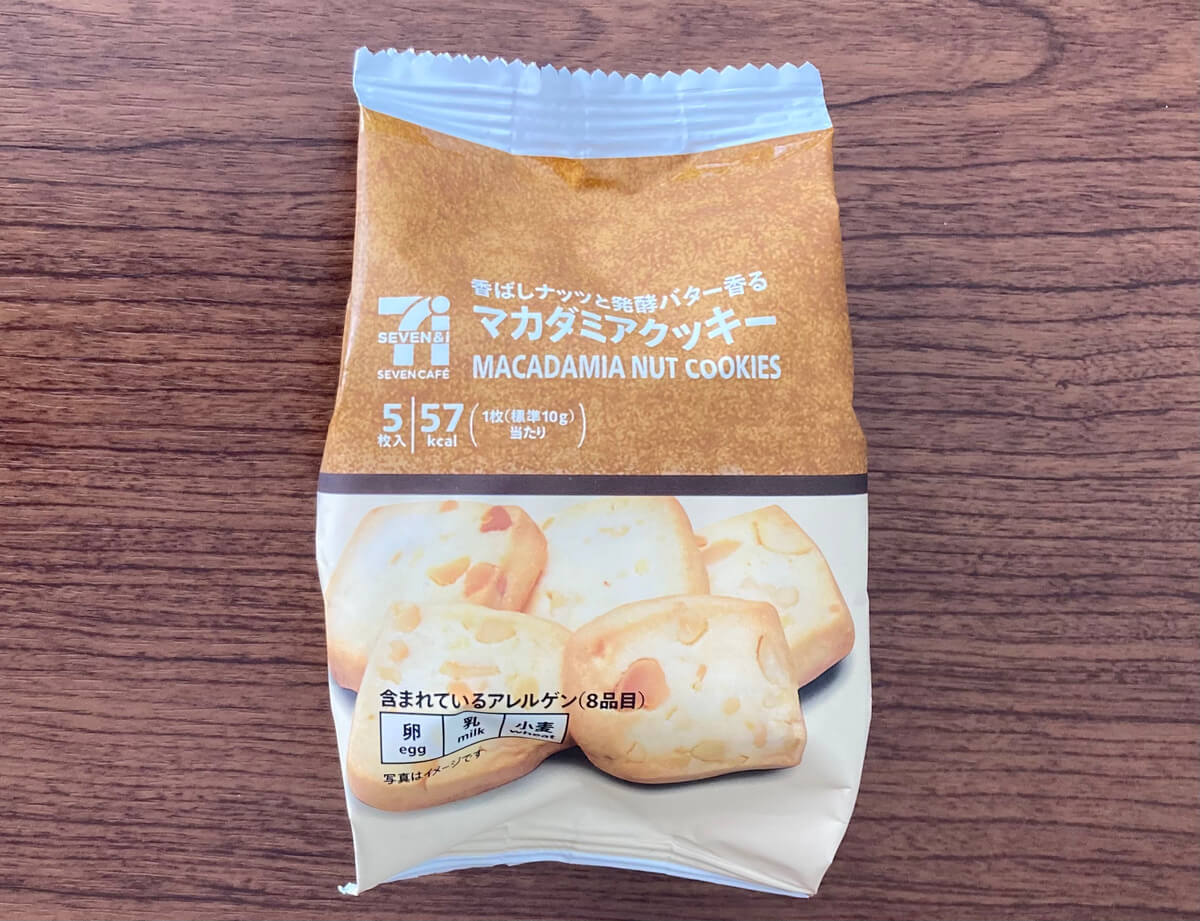 香ばしナッツと発酵バター香る
マカダミアクッキー
MACADAMIA NUT COOKIES
7i
SEVEN&i
SEVEN CAFÉ
5枚入
57kcal
(1枚(標準10g)当たり)
含まれているアレルゲン(8品目)
卵 乳 小麦
egg milk wheat
写真はイメージです